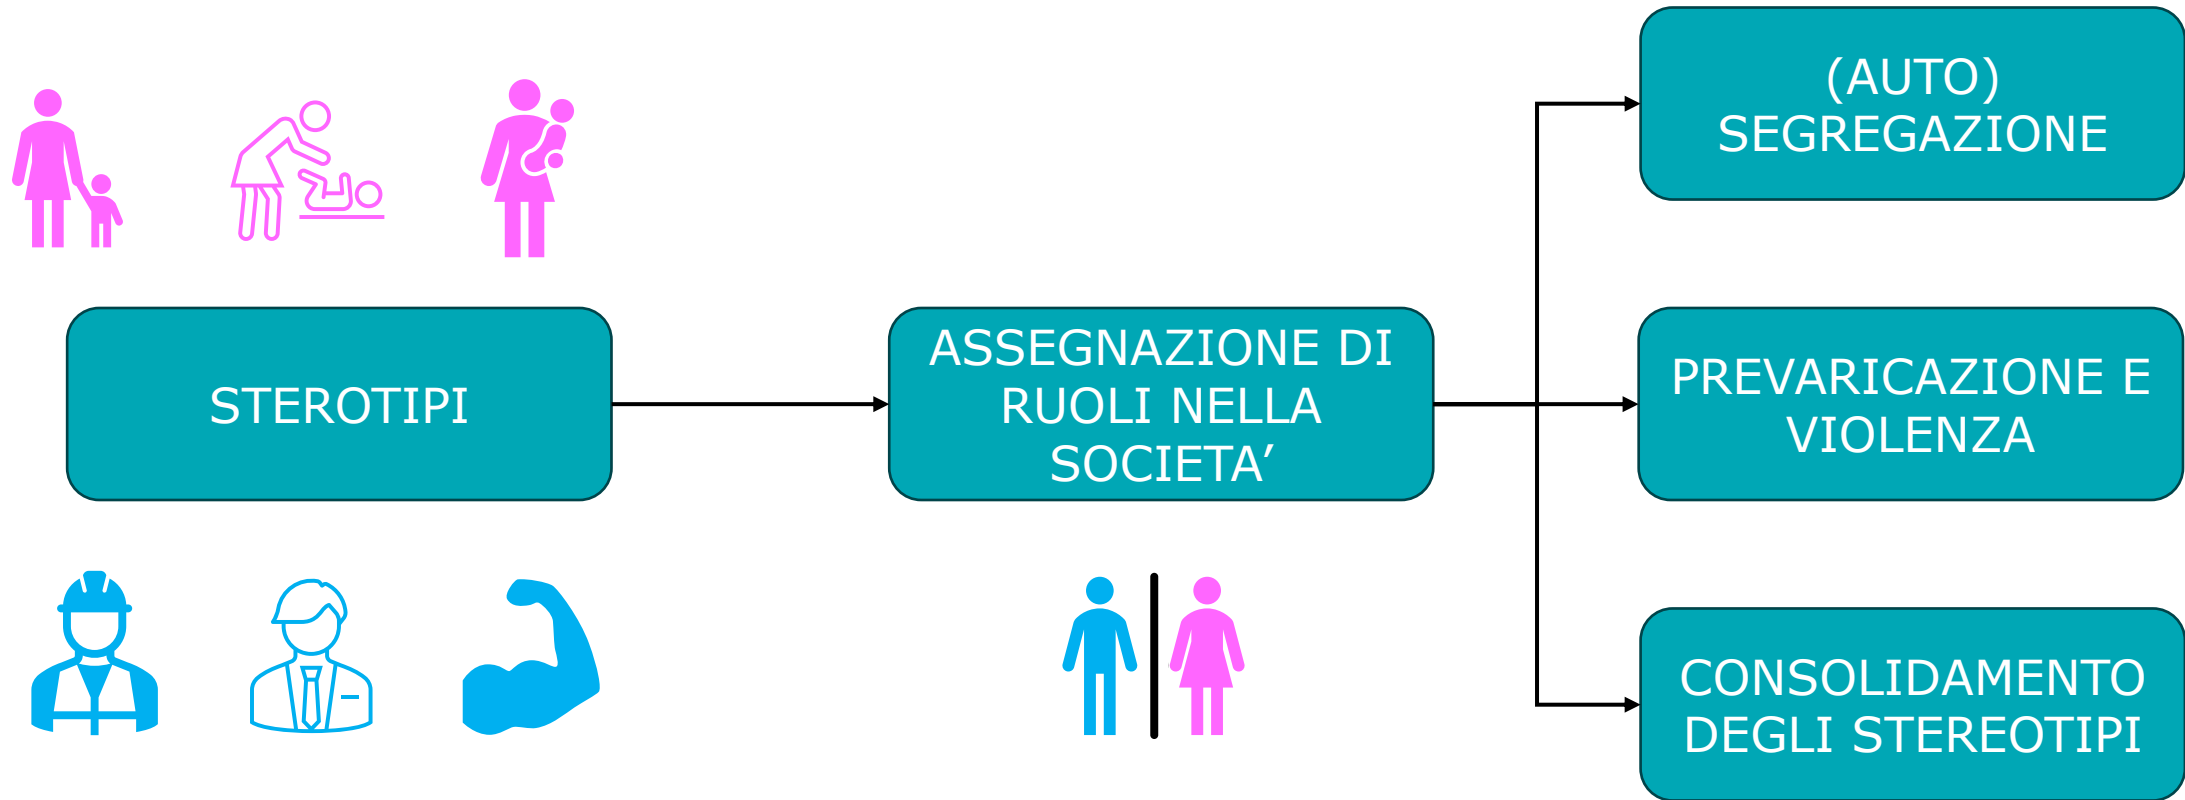 STEROTIPI
ASSEGNAZIONE DI
RUOLI NELLA
SOCIETA’
(AUTO)
SEGREGAZIONE
PREVARICAZIONE E
VIOLENZA
CONSOLIDAMENTO
DEGLI STEREOTIPI